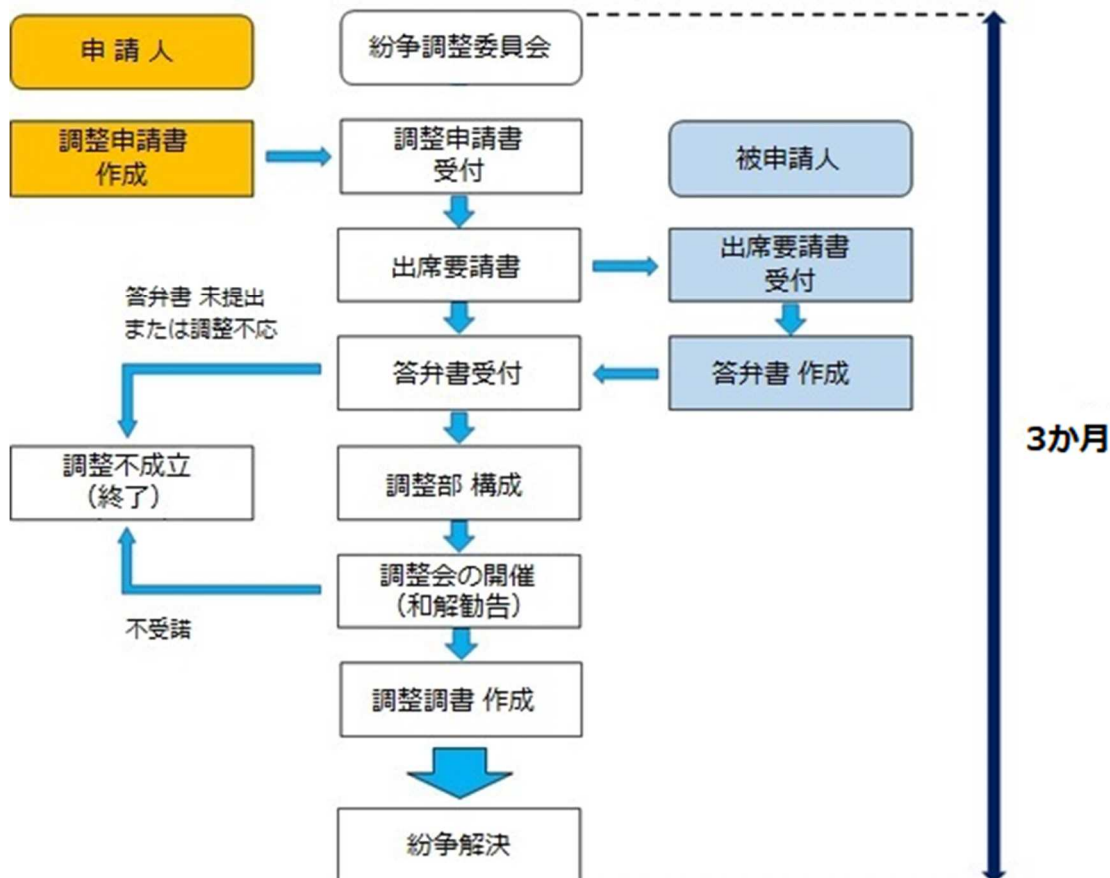 申 請 人
紛争調整委員会
調整申請書
作成
調整申請書
受付
被申請人
出席要請書
出席要請書
受付
答弁書 未提出
または調整不応
答弁書受付
答弁書 作成
3か月
調整不成立
（終了）
調整部 構成
調整会の開催
（和解勧告）
不受諾
調整調書 作成
紛争解決